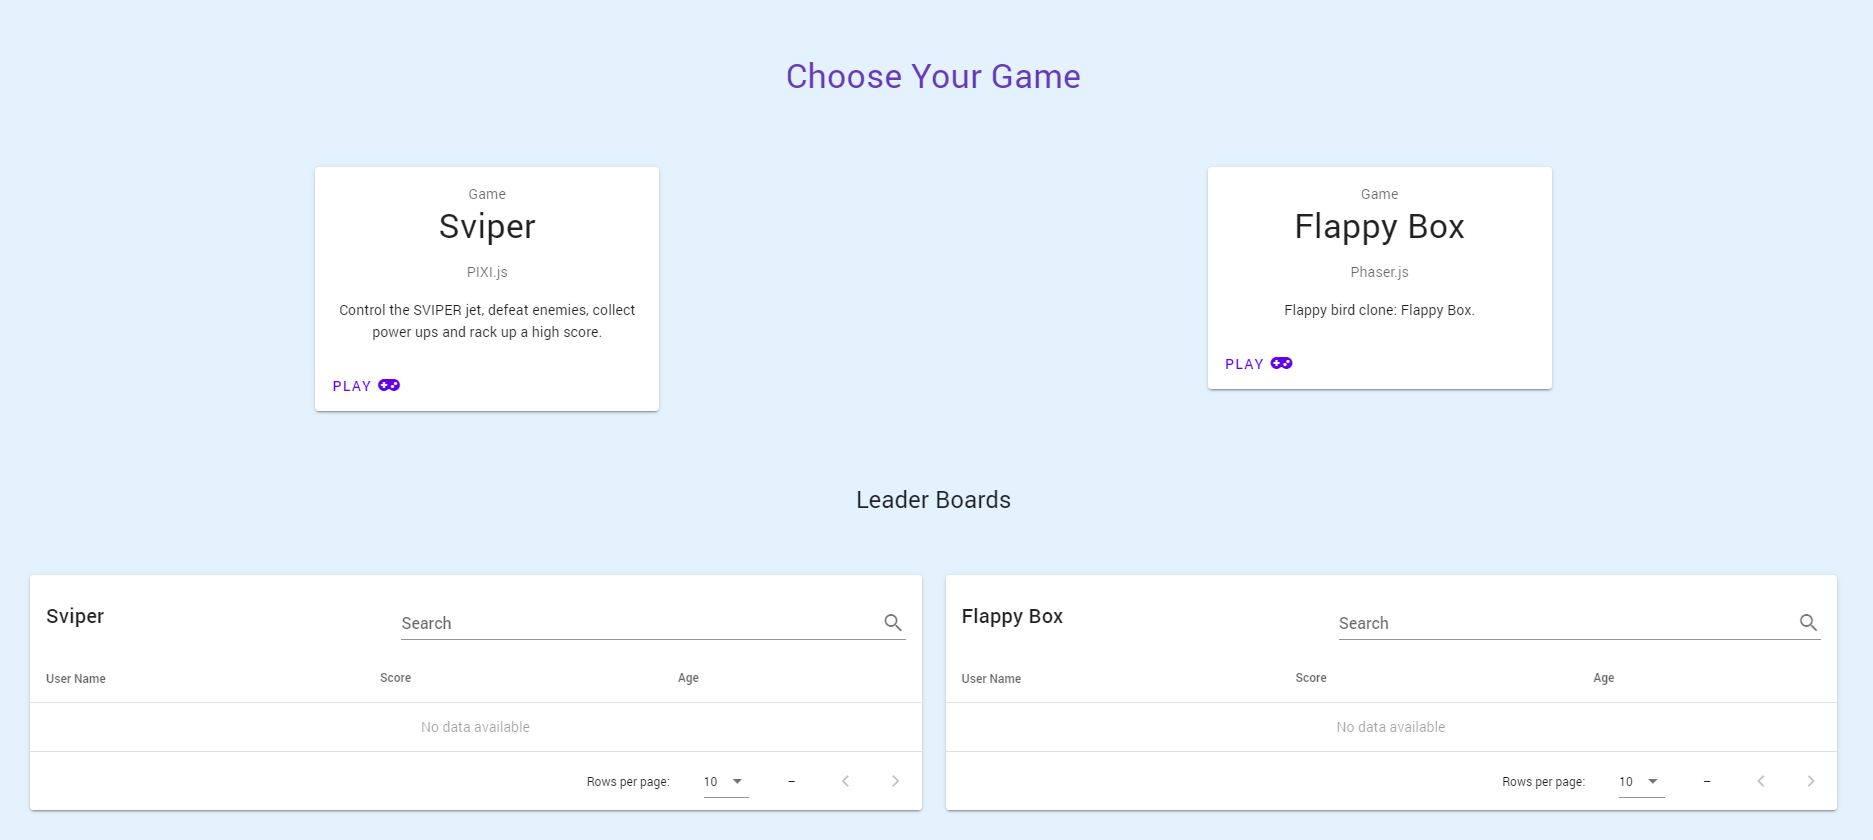 Choose Your Game
Game
Sviper
PIXI.js
Control the SVIPER jet, defeat enemies, collect
power ups and rack up a high score.
PLAY
Game
Flappy Box
Phaser.js
Flappy bird clone: Flappy Box.
PLAY
Leader Boards
Sviper
Search
User Name Score Age
No data available
Rows per page: 10 –
Flappy Box
Search
User Name Score Age
No data available
Rows per page: 10 –